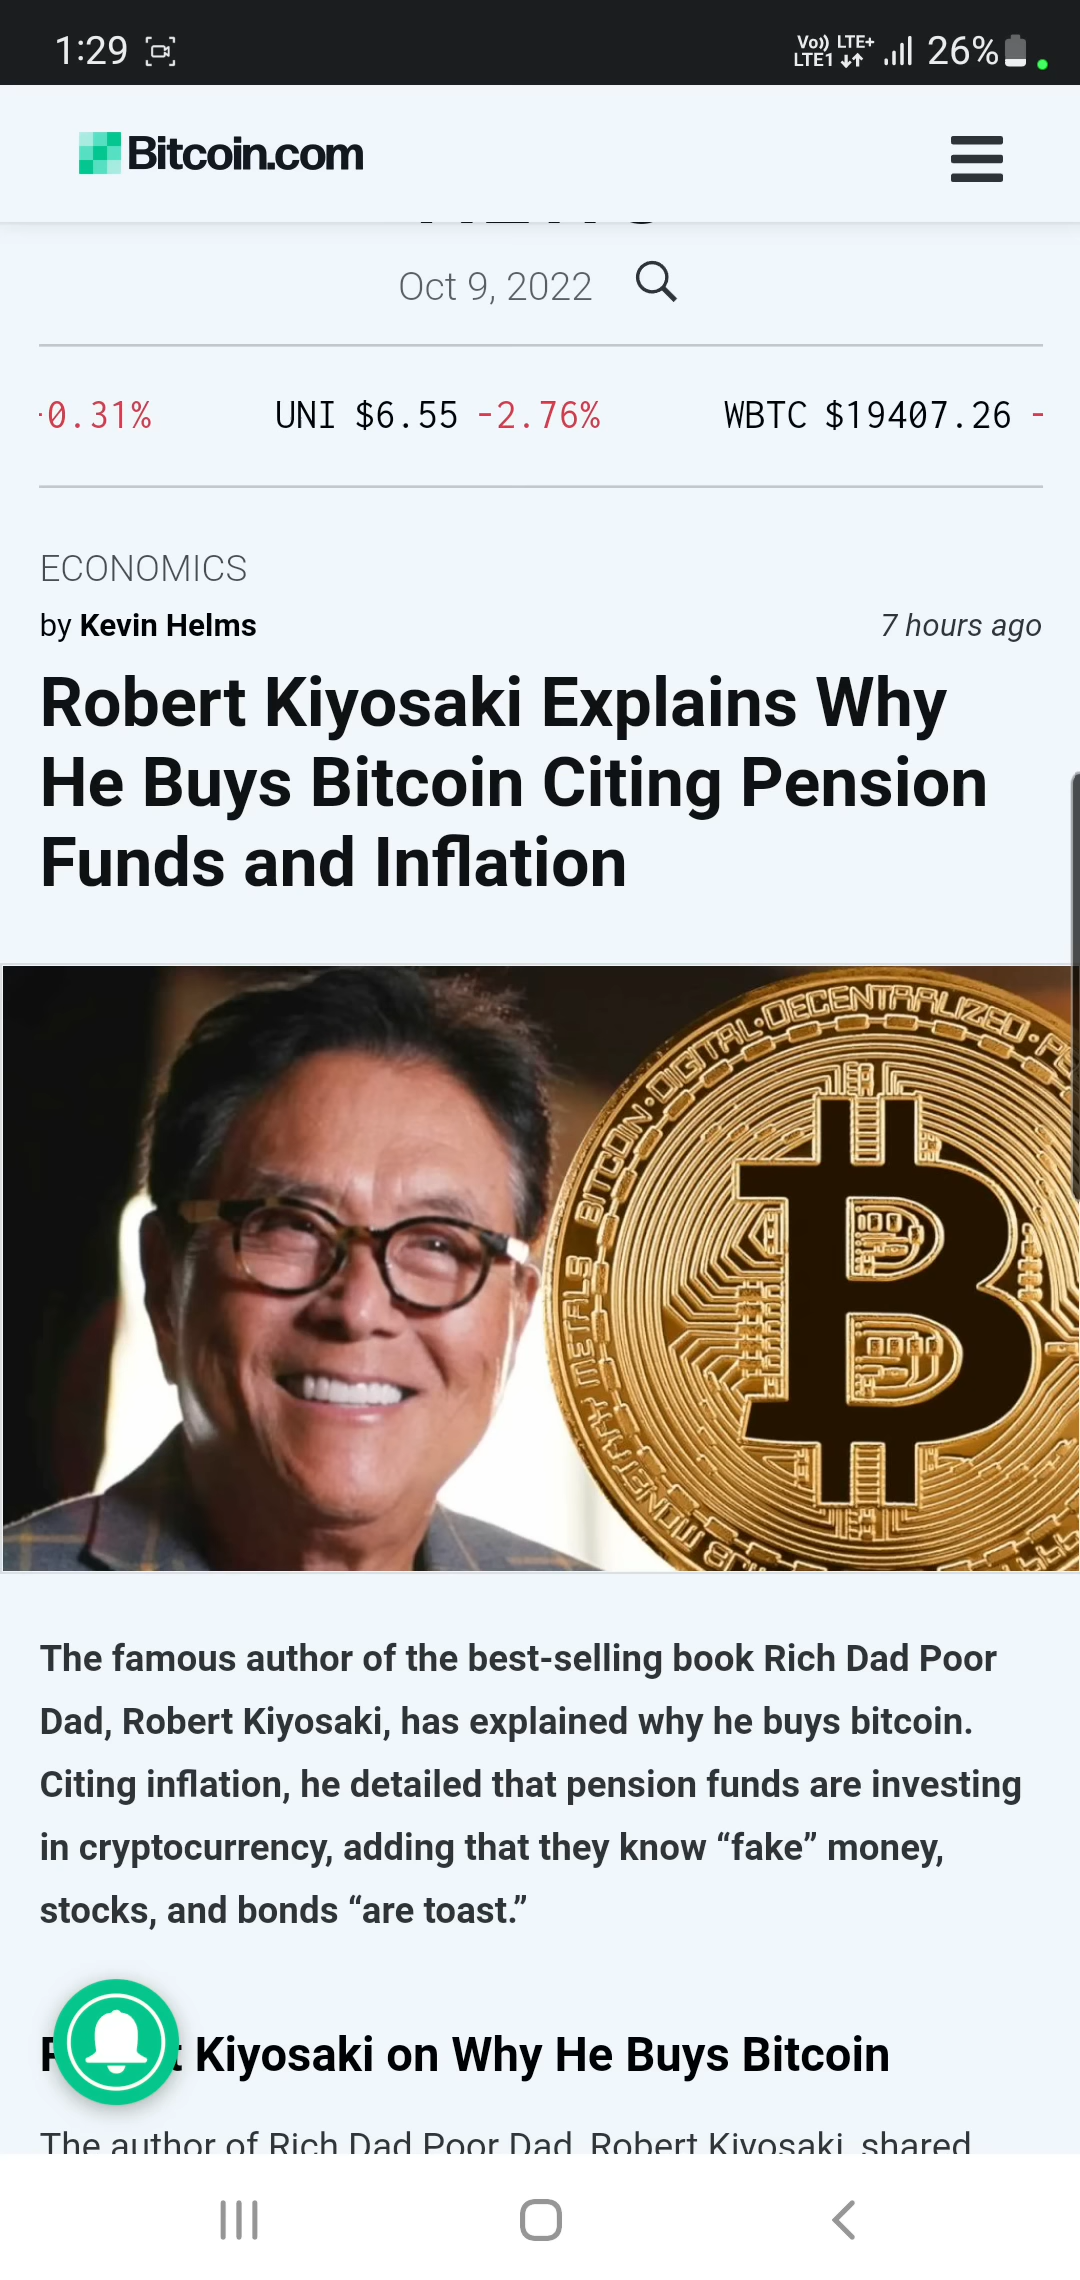 1:29 Vo)) LTE+ LTE1 26%
Bitcoin.com
Oct 9, 2022
-0.31% UNI $6.55 -2.76% WBTC $19407.26 -
ECONOMICS
by Kevin Helms 7 hours ago
Robert Kiyosaki Explains Why
He Buys Bitcoin Citing Pension
Funds and Inflation
BITCOIN·DIGITAL·DECENTRALIZED·PE
METALS
The famous author of the best-selling book Rich Dad Poor
Dad, Robert Kiyosaki, has explained why he buys bitcoin.
Citing inflation, he detailed that pension funds are investing
in cryptocurrency, adding that they know “fake” money,
stocks, and bonds “are toast.”
Kiyosaki on Why He Buys Bitcoin
The author of Rich Dad Poor Dad, Robert Kiyosaki, shared